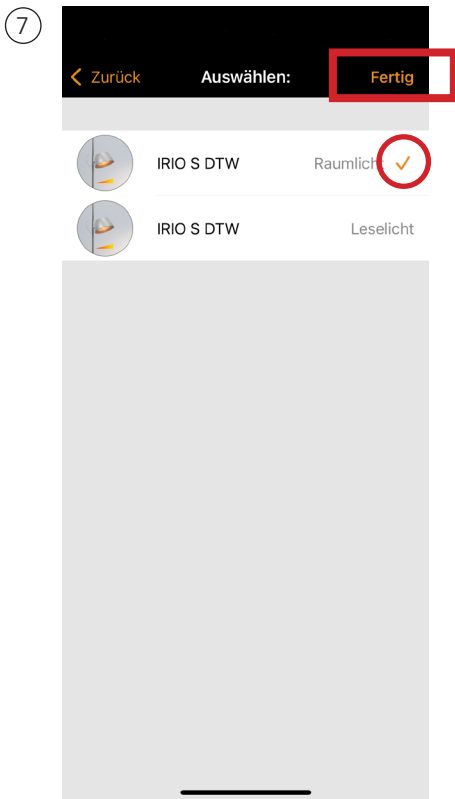 7
Zurück Auswählen: Fertig
IRIO S DTW Raumlicht
IRIO S DTW Leselicht